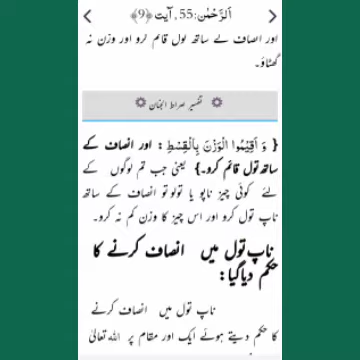 اَلرَّحْمٰن:55، آیت ﴿9﴾
اور انصاف کے ساتھ تول قائم کرو اور وزن نہ
گھٹاؤ۔
تفسیر صراط الجنان
{وَ اَقِیْمُوا الْوَزْنَ بِالْقِسْطِ: اور انصاف کے
ساتھ تول قائم کرو۔} یعنی جب تم لوگوں کے
لئے کوئی چیز ناپو یا تولو تو انصاف کے ساتھ
ناپ تول کرو اور اس چیز کا وزن کم نہ کرو۔
ناپ تول میں انصاف کرنے کا
حکم دیا گیا:
ناپ تول میں انصاف کرنے
کا حکم دیتے ہوئے ایک اور مقام پر اللہ تعالیٰ